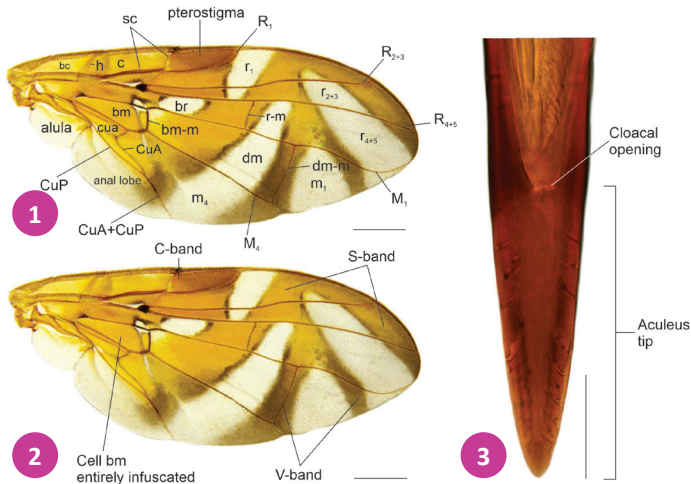 sc
pterostigma
R1
bc
h
c
r1
R2+3
r2+3
R4+5
bm
br
r-m
alula
cua
bm-m
r4+5
CuA
dm
dm-m
CuP
anal lobe
m4
m1
M1
1
CuA+CuP
M4
C-band
S-band
2
Cell bm
entirely infuscated
V-band
Cloacal
opening
Aculeus
tip
3